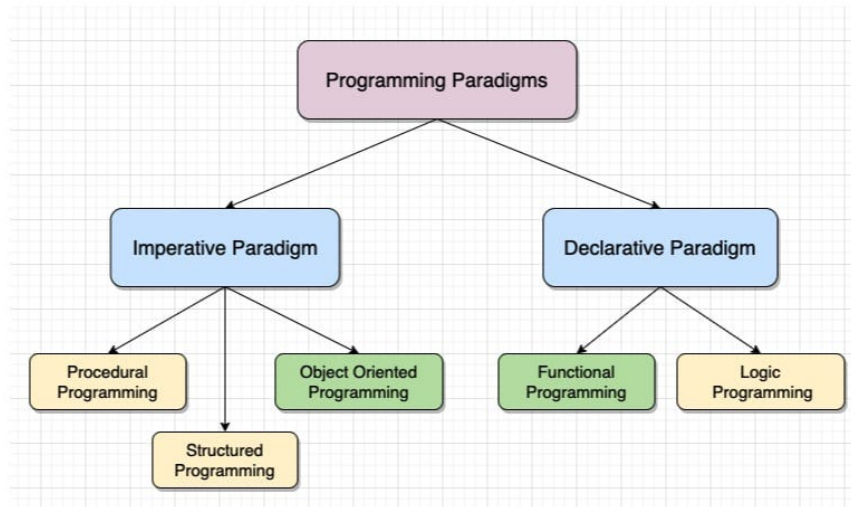 Programming Paradigms
Imperative Paradigm
Declarative Paradigm
Procedural
Programming
Structured
Programming
Object Oriented
Programming
Functional
Programming
Logic
Programming